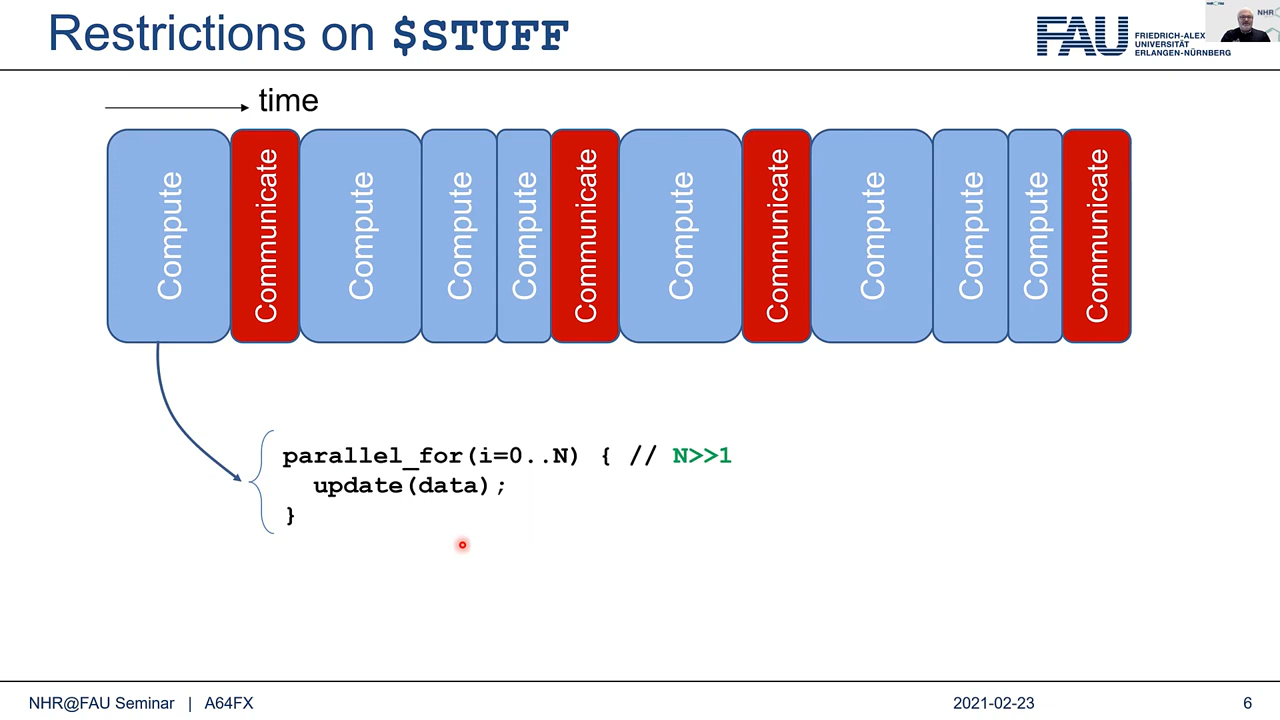 Restrictions on $STUFF
FAU
FRIEDRICH-ALEX
UNIVERSITÄT
ERLANGEN-NÜRNBERG
NHR
time
Compute
Communicate
Compute
Compute
Compute
Communicate
Compute
Communicate
Compute
Compute
Compute
Communicate
parallel_for(i=0..N) { // N>>1
update(data);
}
NHR@FAU Seminar | A64FX
2021-02-23
6